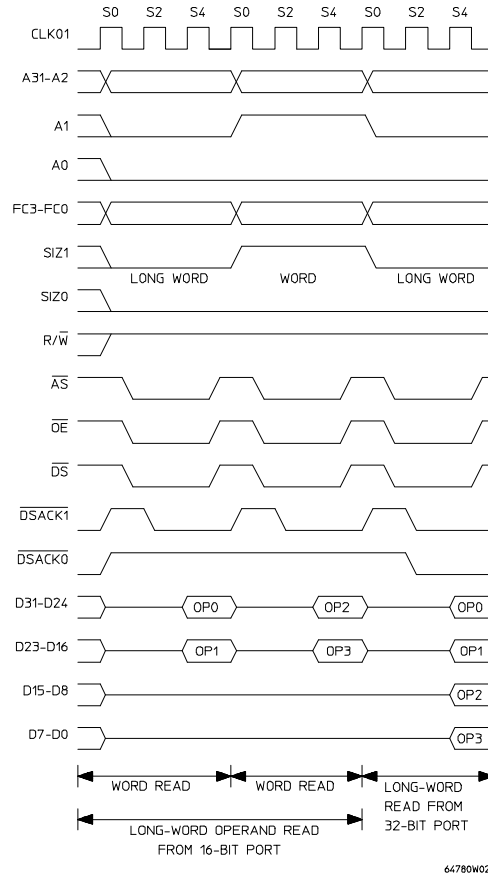 S0 S2 S4 S0 S2 S4 S0 S2 S4
CLKO1
A31-A2
A1
A0
FC3-FC0
SIZ1
LONG WORD WORD LONG WORD
SIZ0
R/W
AS
OE
DS
DSACK1
DSACK0
D31-D24 OP0 OP2 OP0
D23-D16 OP1 OP3 OP1
D15-D8 OP2
D7-D0 OP3
WORD READ WORD READ LONG-WORD
READ FROM
32-BIT PORT
LONG-WORD OPERAND READ
FROM 16-BIT PORT
64780W02